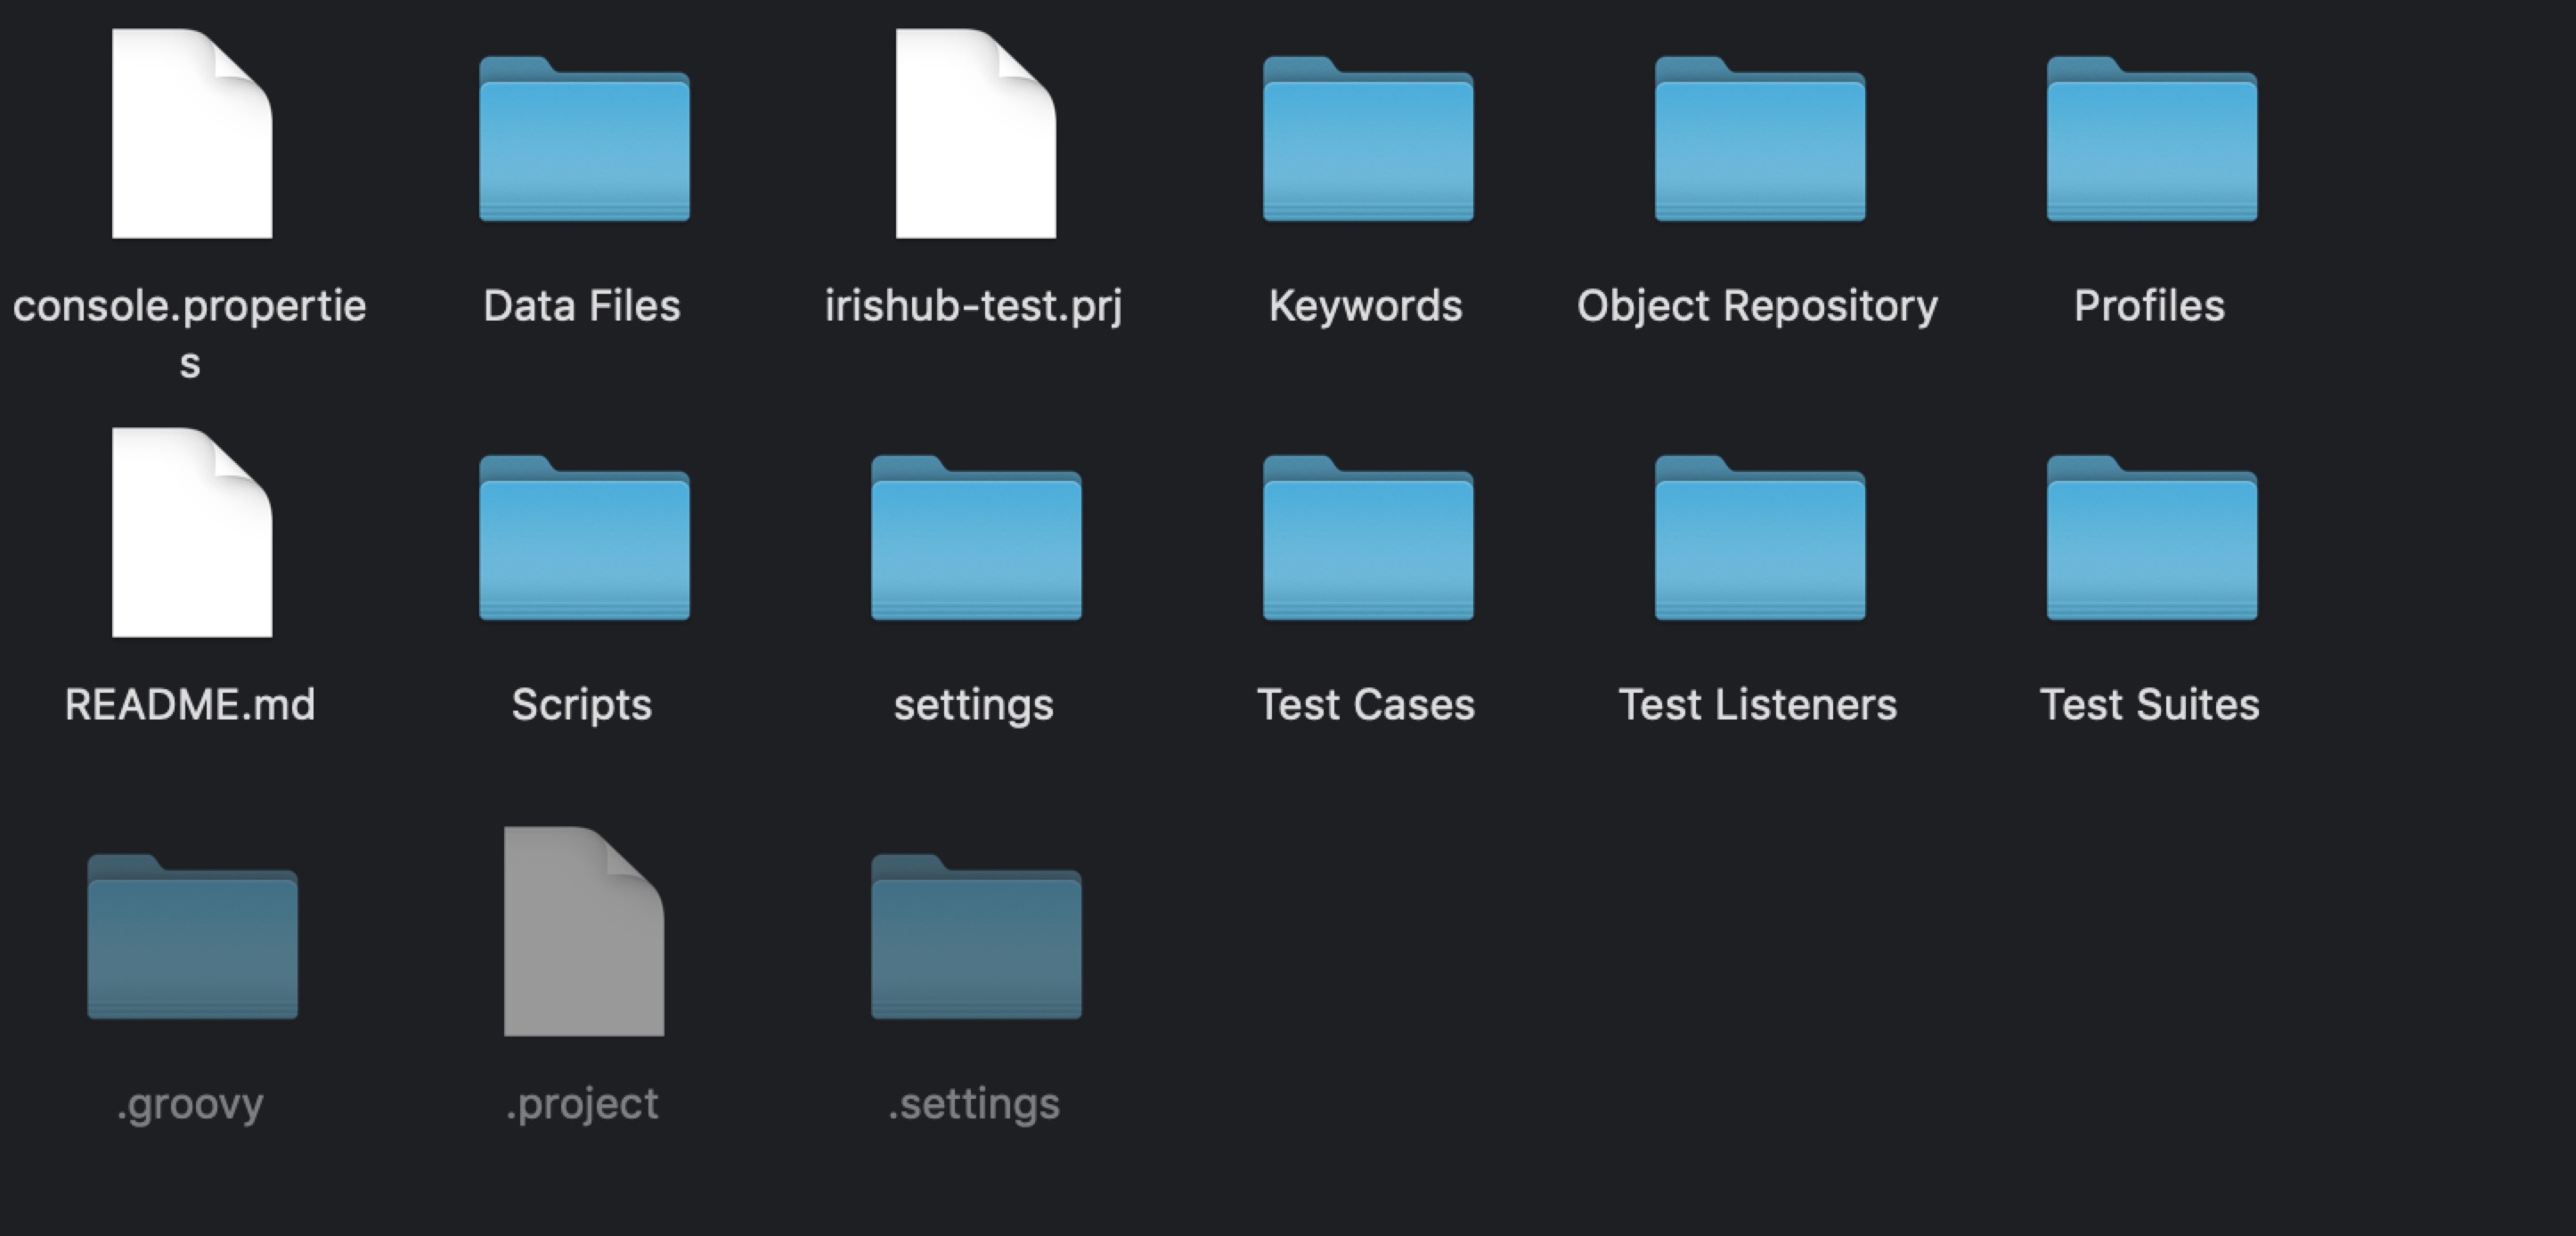 console.propertie
s
Data Files
irishub-test.prj
Keywords
Object Repository
Profiles
README.md
Scripts
settings
Test Cases
Test Listeners
Test Suites
.groovy
.project
.settings